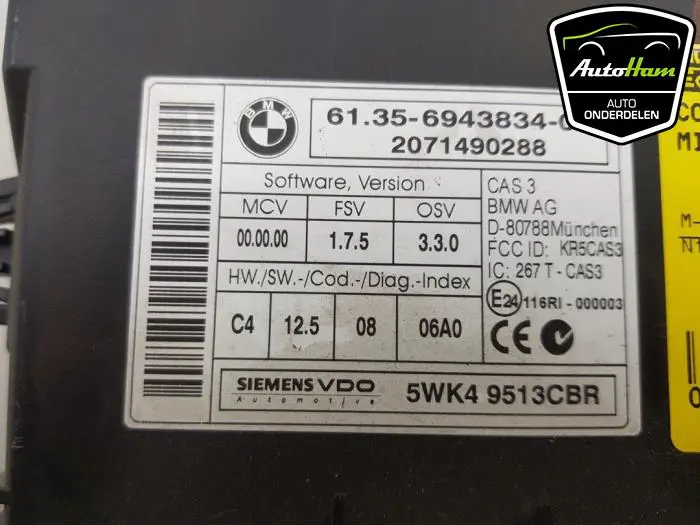 AutoHam
AUTO
ONDERDELEN
BMW
61.35-6943834-
2071490288
Software, Version
MCV FSV OSV
00.00.00 1.7.5 3.3.0
HW./SW.-/Cod.-/Diag.-Index
C4 12.5 08 06A0
CAS 3
BMW AG
D-80788München
FCC ID: KR5CAS3
IC: 267 T - CAS3
E24 116RI - 000003
CE
SIEMENS VDO
Automotive
5WK4 9513CBR
CO
MI
M-